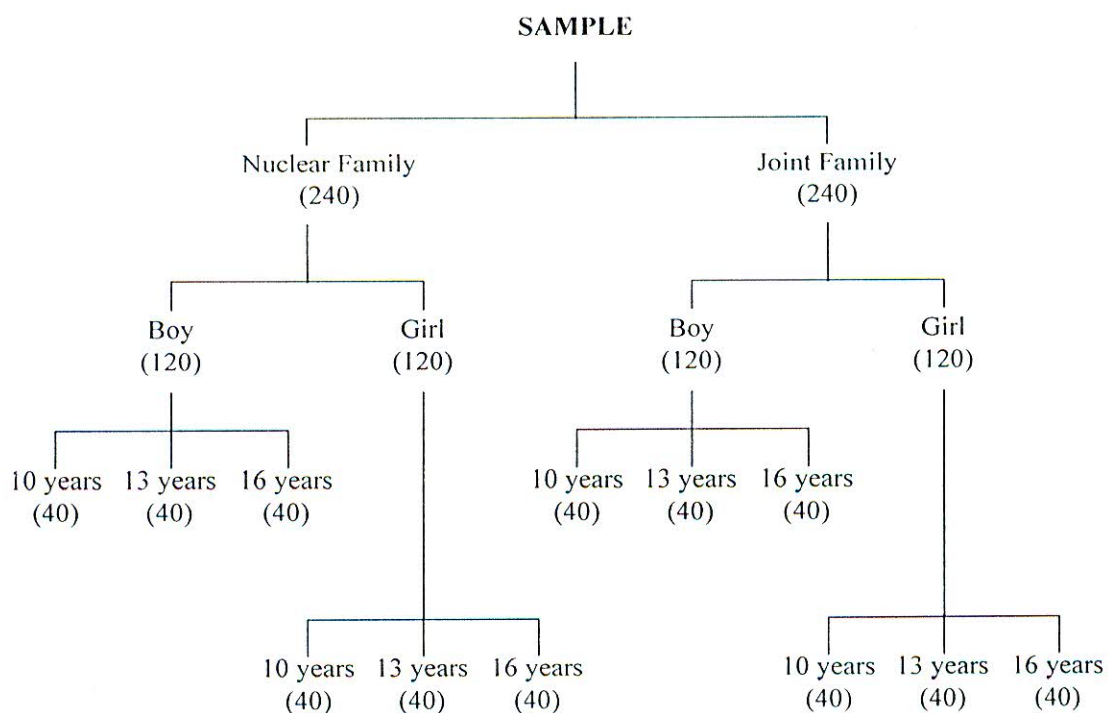 SAMPLE
Nuclear Family
(240)
Joint Family
(240)
Boy
(120)
Girl
(120)
Boy
(120)
Girl
(120)
10 years
(40)
13 years
(40)
16 years
(40)
10 years
(40)
13 years
(40)
16 years
(40)
10 years
(40)
13 years
(40)
16 years
(40)
10 years
(40)
13 years
(40)
16 years
(40)